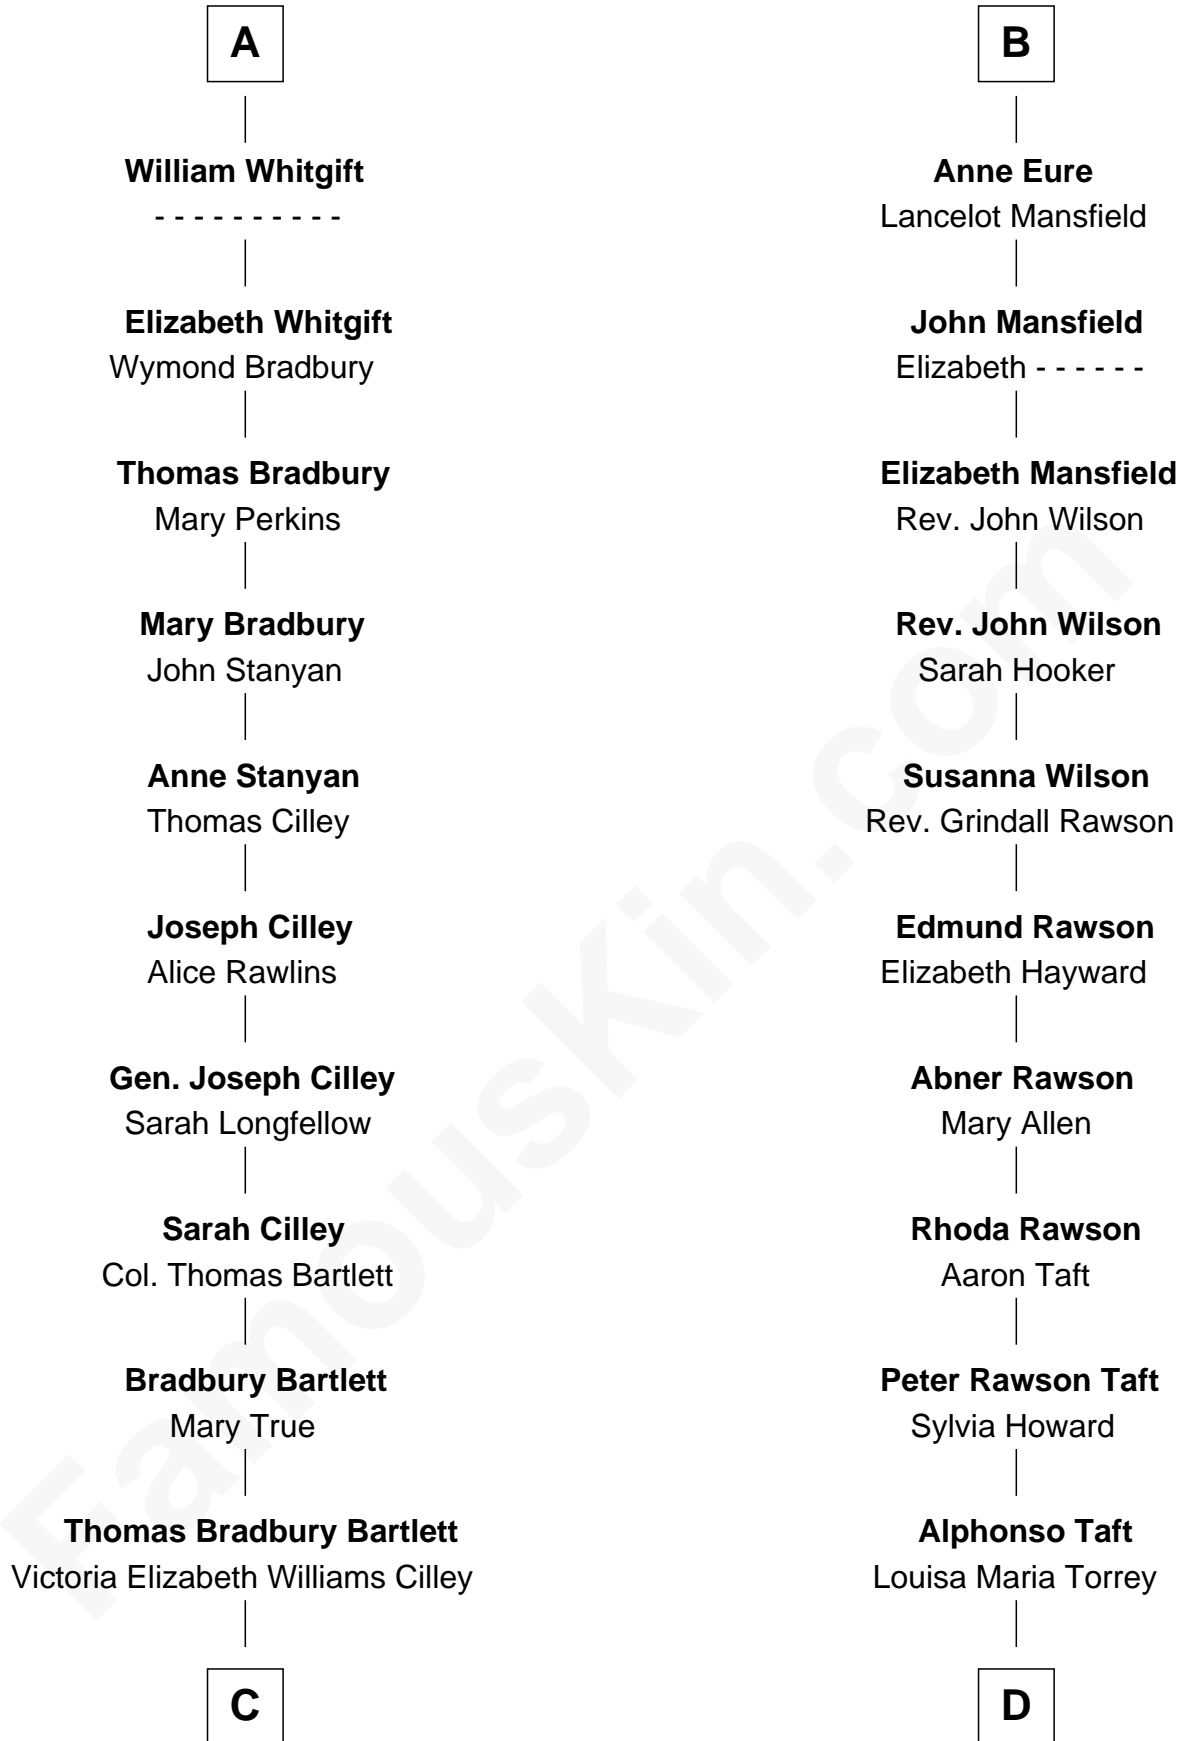 A
William Whitgift
- - - - - - - - - -
Elizabeth Whitgift
Wymond Bradbury
Thomas Bradbury
Mary Perkins
Mary Bradbury
John Stanyan
Anne Stanyan
Thomas Cilley
Joseph Cilley
Alice Rawlins
Gen. Joseph Cilley
Sarah Longfellow
Sarah Cilley
Col. Thomas Bartlett
Bradbury Bartlett
Mary True
Thomas Bradbury Bartlett
Victoria Elizabeth Williams Cilley
C
B
Anne Eure
Lancelot Mansfield
John Mansfield
Elizabeth - - - - - -
Elizabeth Mansfield
Rev. John Wilson
Rev. John Wilson
Sarah Hooker
Susanna Wilson
Rev. Grindall Rawson
Edmund Rawson
Elizabeth Hayward
Abner Rawson
Mary Allen
Rhoda Rawson
Aaron Taft
Peter Rawson Taft
Sylvia Howard
Alphonso Taft
Louisa Maria Torrey
D
FamousKin.com